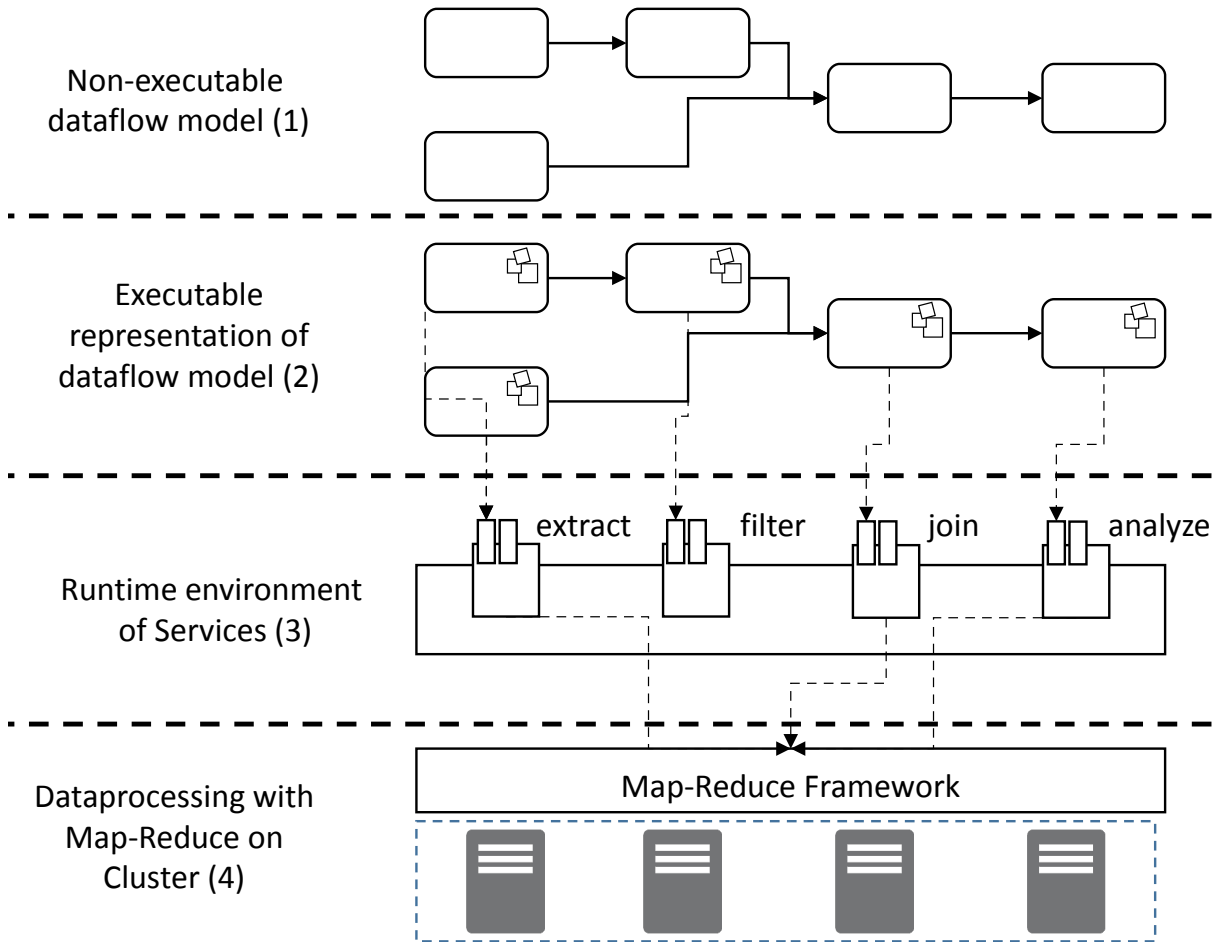 Non-executable
dataflow model (1)
Executable
representation of
dataflow model (2)
extract
filter
join
analyze
Runtime environment
of Services (3)
Map-Reduce Framework
Dataprocessing with
Map-Reduce on
Cluster (4)